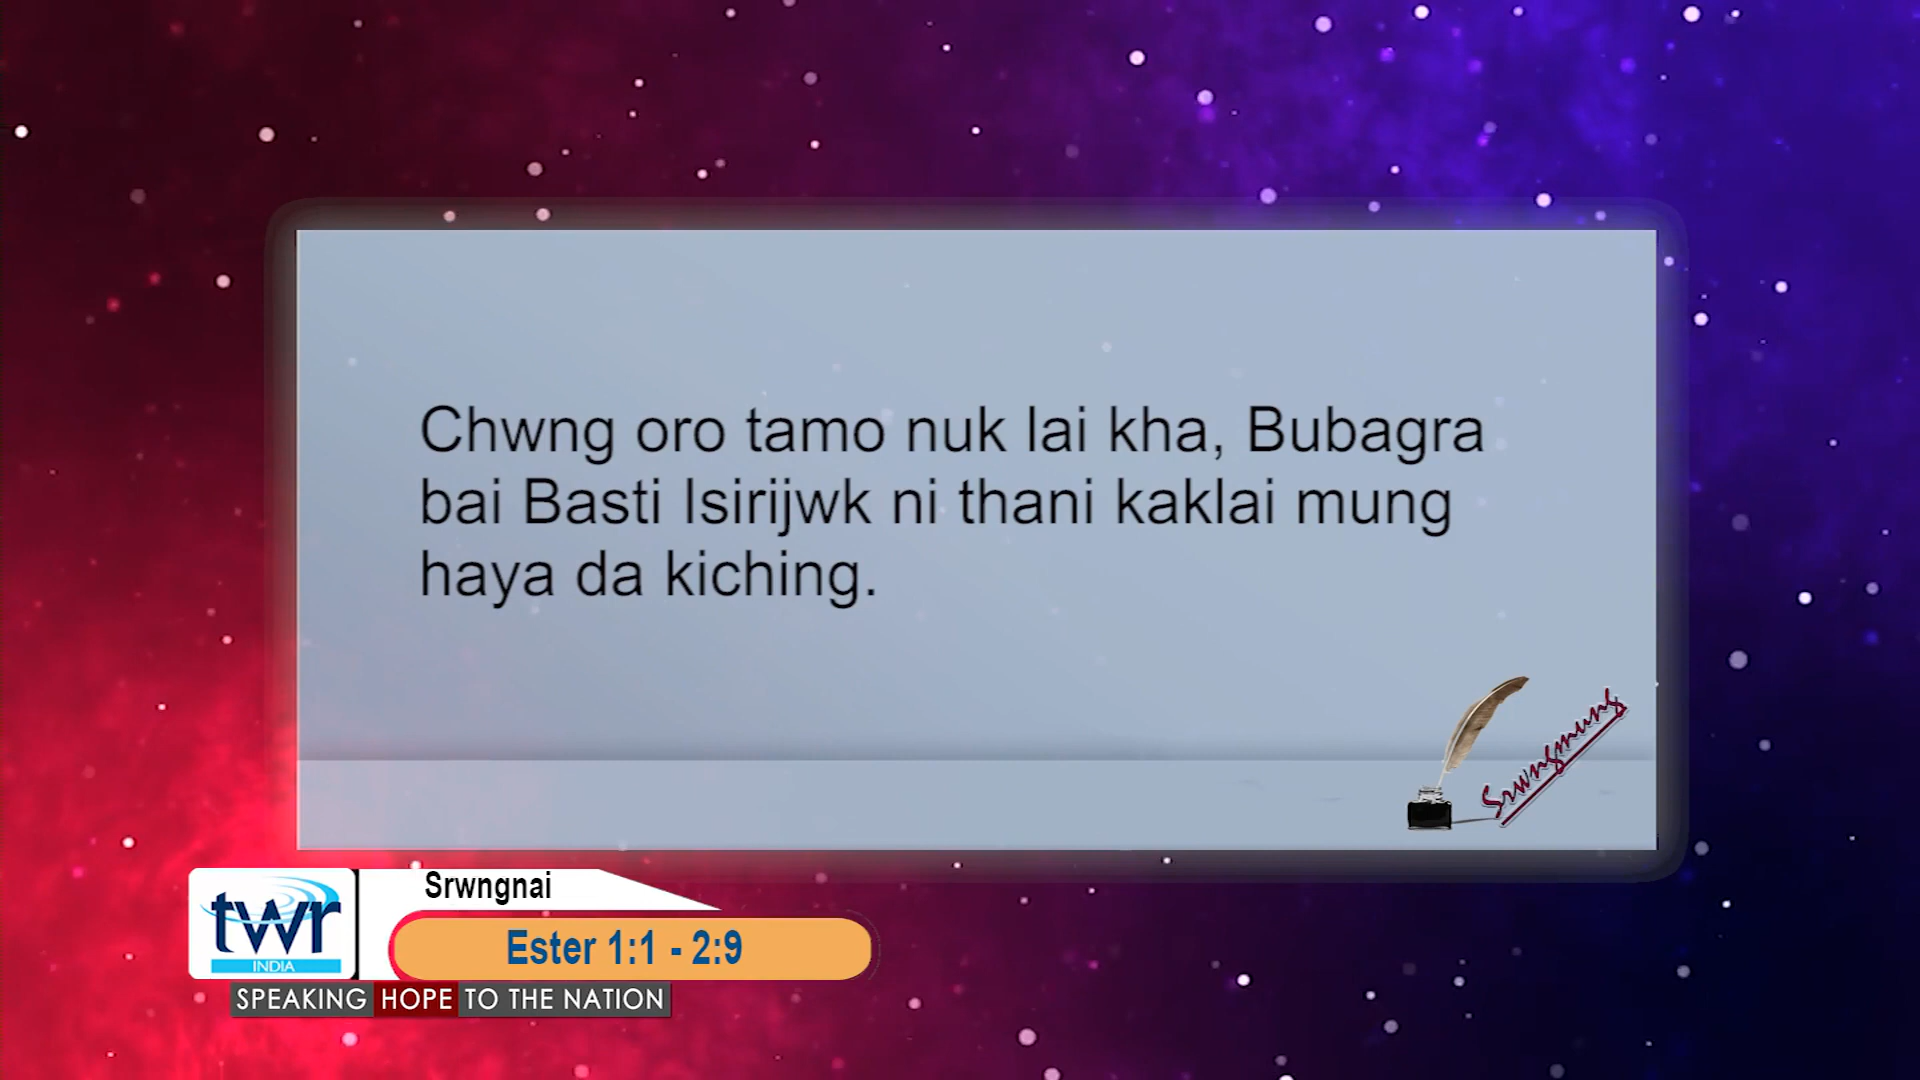 Chwng oro tamo nuk lai kha, Bubagra
bai Basti Isirijwk ni thani kaklai mung
haya da kiching.
Srwngmung
twr
INDIA
Srwngnai
Ester 1:1 - 2:9
SPEAKING HOPE TO THE NATION